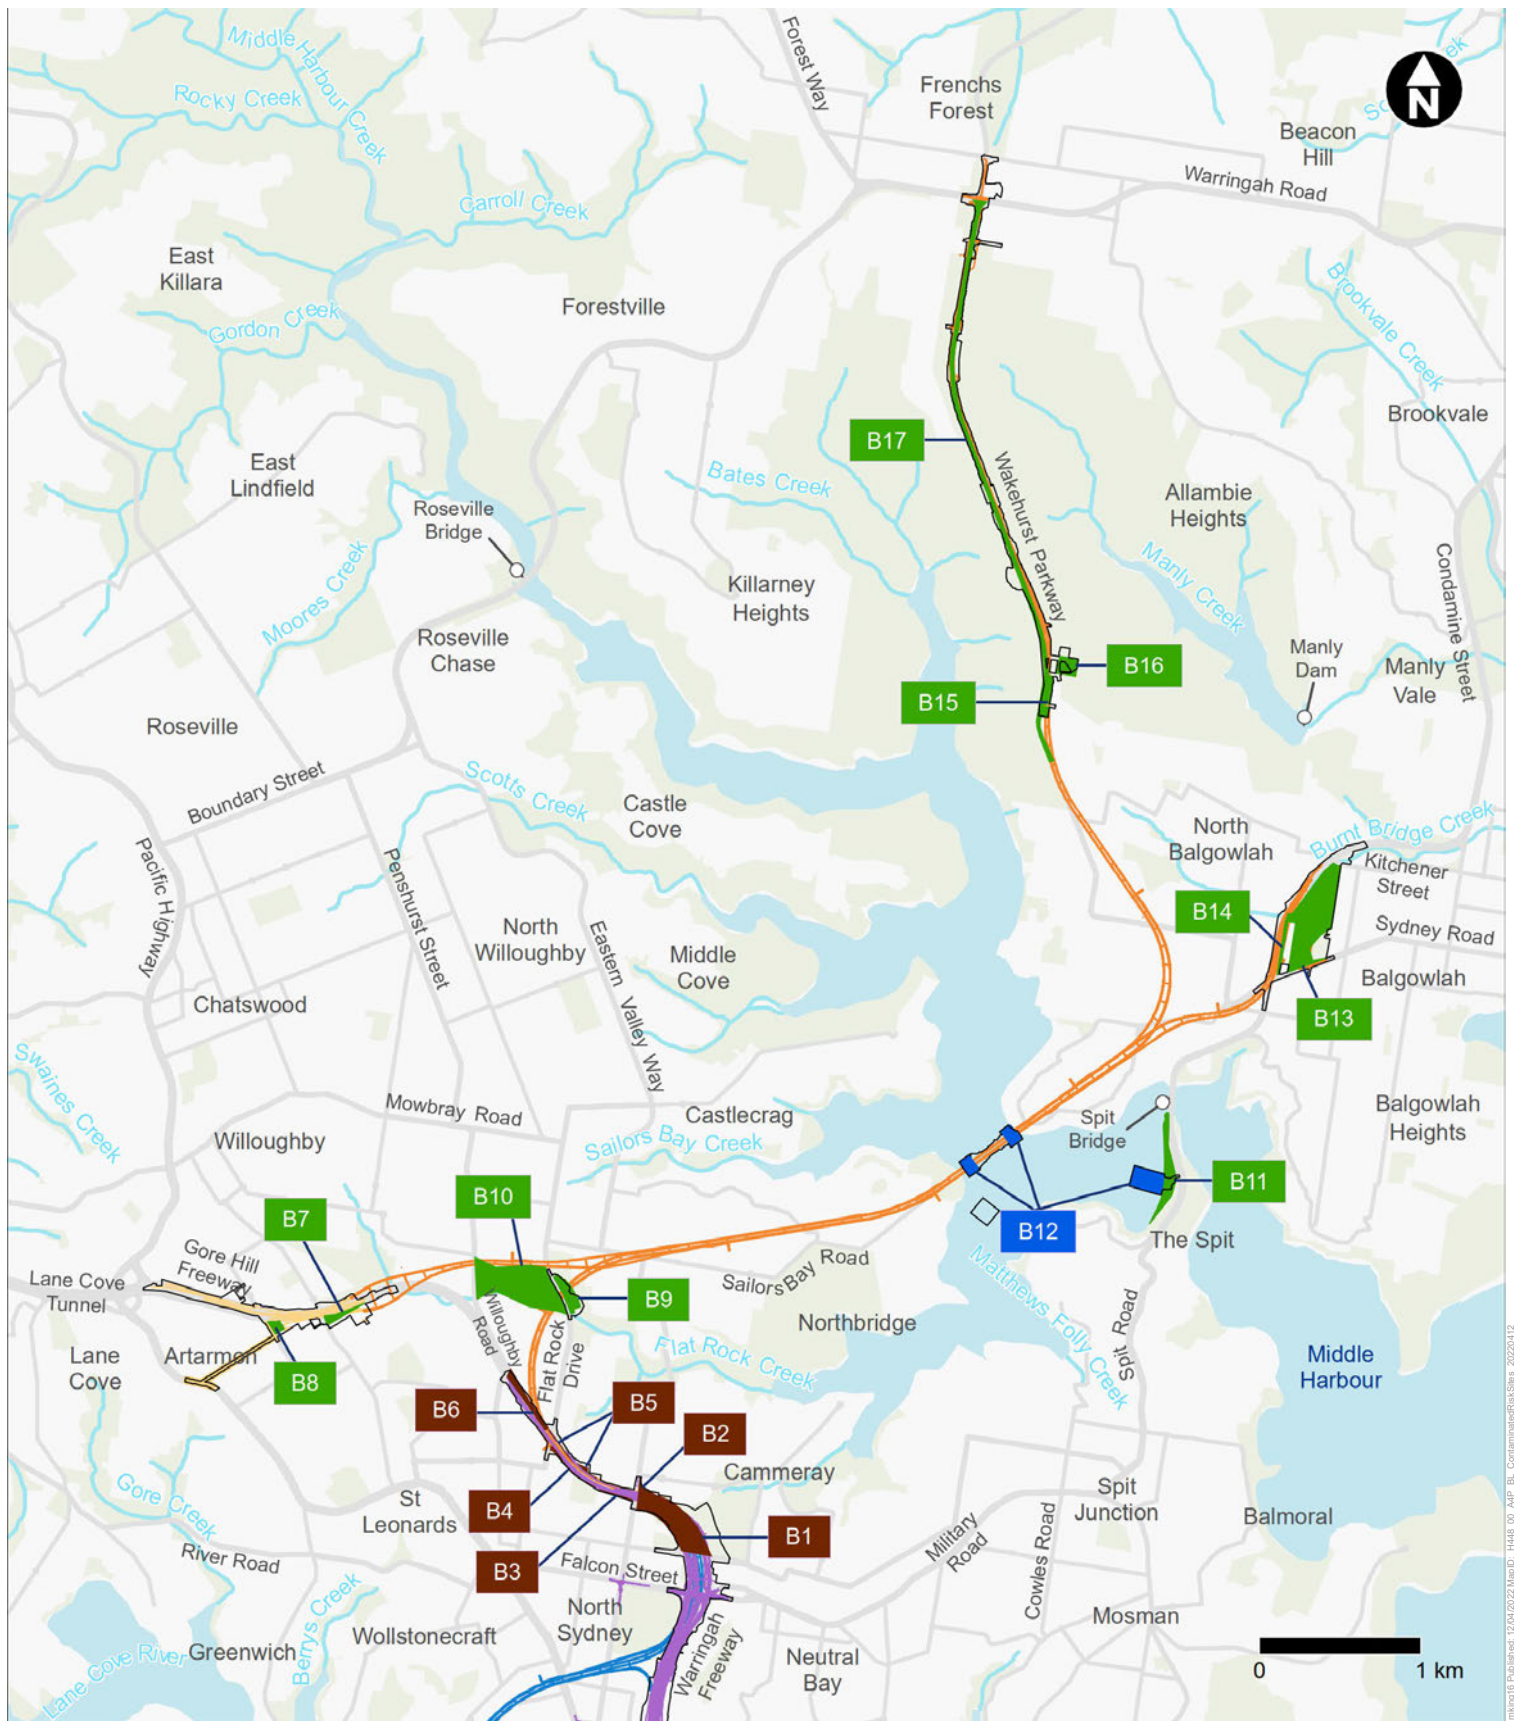 Middle Harbour Creek
Rocky Creek
Forest Way
Frenchs
Forest
N
Beacon
Hill
Warringah Road
Carroll Creek
East
Killara
Gordon Creek
Forestville
Brookvale Creek
Brookvale
B17
East
Lindfield
Roseville
Bridge
Bates Creek
Wakehurst Parkway
Allambie
Heights
Moores Creek
Killarney
Heights
Manly Creek
Condamine Street
Roseville
Chase
Manly
Dam
Manly
Vale
B16
B15
Roseville
Boundary Street
Scotts Creek
Castle
Cove
North
Balgowlah
Burnt Bridge Creek
Kitchener
Street
Pacific Highway
Penshurst Street
B14
Sydney Road
North
Willoughby
Eastern Valley Way
Middle
Cove
Balgowlah
Chatswood
B13
Swaines Creek
Mowbray Road
Castlecrag
Spit
Bridge
Balgowlah
Heights
Willoughby
Sailors Bay Creek
B10
B11
B7
B12
The Spit
Gore Hill
Freeway
Lane Cove
Tunnel
Sailors Bay Road
Matthews Folly Creek
B9
Willoughby
Road
Northbridge
Spit Road
Flat Rock
Drive
Flat Rock Creek
Lane
Cove
Artarmon
B8
Middle
Harbour
B6
B5
B2
Cammeray
St
Leonards
B4
Spit
Junction
Balmoral
Gore Creek
B1
River Road
B3
Falcon Street
Military
Road
Cowles Road
North
Sydney
Mosman
Wollstonecraft
Berrys Creek
Greenwich
Lane Cove River
Warringah
Freeway
Neutral
Bay
0
1 km
mking16 Published: 12/04/2022 MapID: H448_00_A4P_BL_ContaminatedRiskSites_20220412